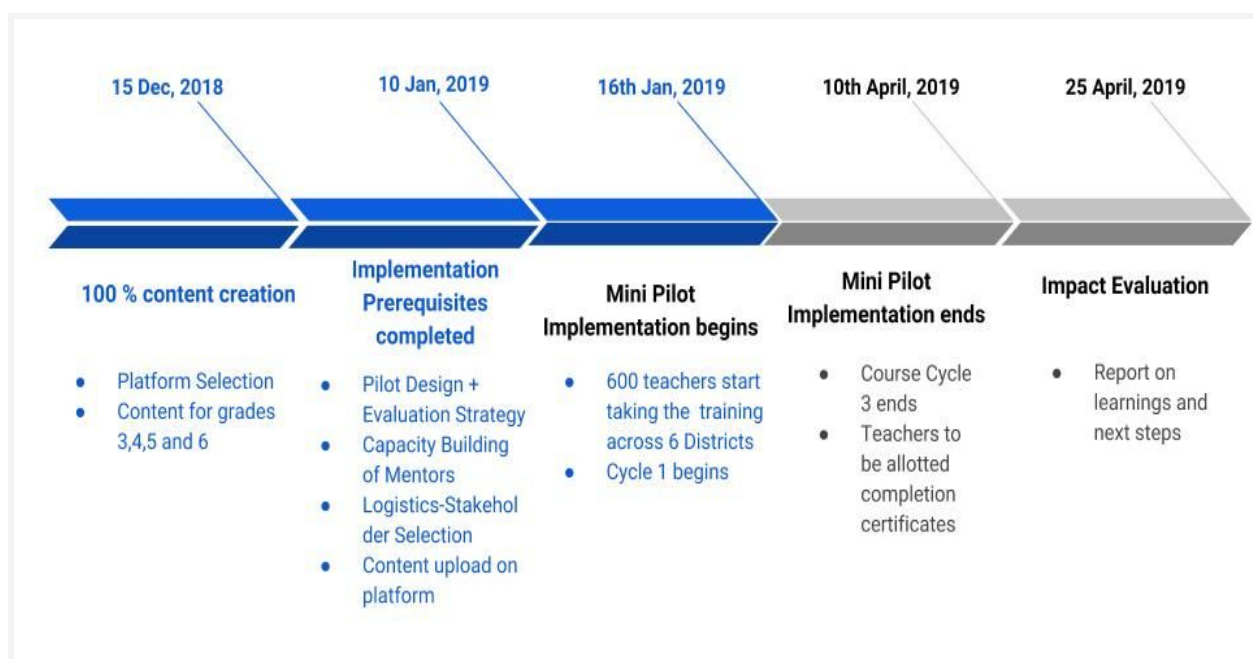 15 Dec, 2018
10 Jan, 2019
16th Jan, 2019
10th April, 2019
25 April, 2019
100 % content creation
● Platform Selection
● Content for grades
3,4,5 and 6
Implementation
Prerequisites
completed
● Pilot Design +
Evaluation Strategy
● Capacity Building
of Mentors
● Logistics-Stakehol
der Selection
● Content upload on
platform
Mini Pilot
Implementation begins
● 600 teachers start
taking the training
across 6 Districts
● Cycle 1 begins
Mini Pilot
Implementation ends
● Course Cycle
3 ends
● Teachers to
be allotted
completion
certificates
Impact Evaluation
● Report on
learnings and
next steps